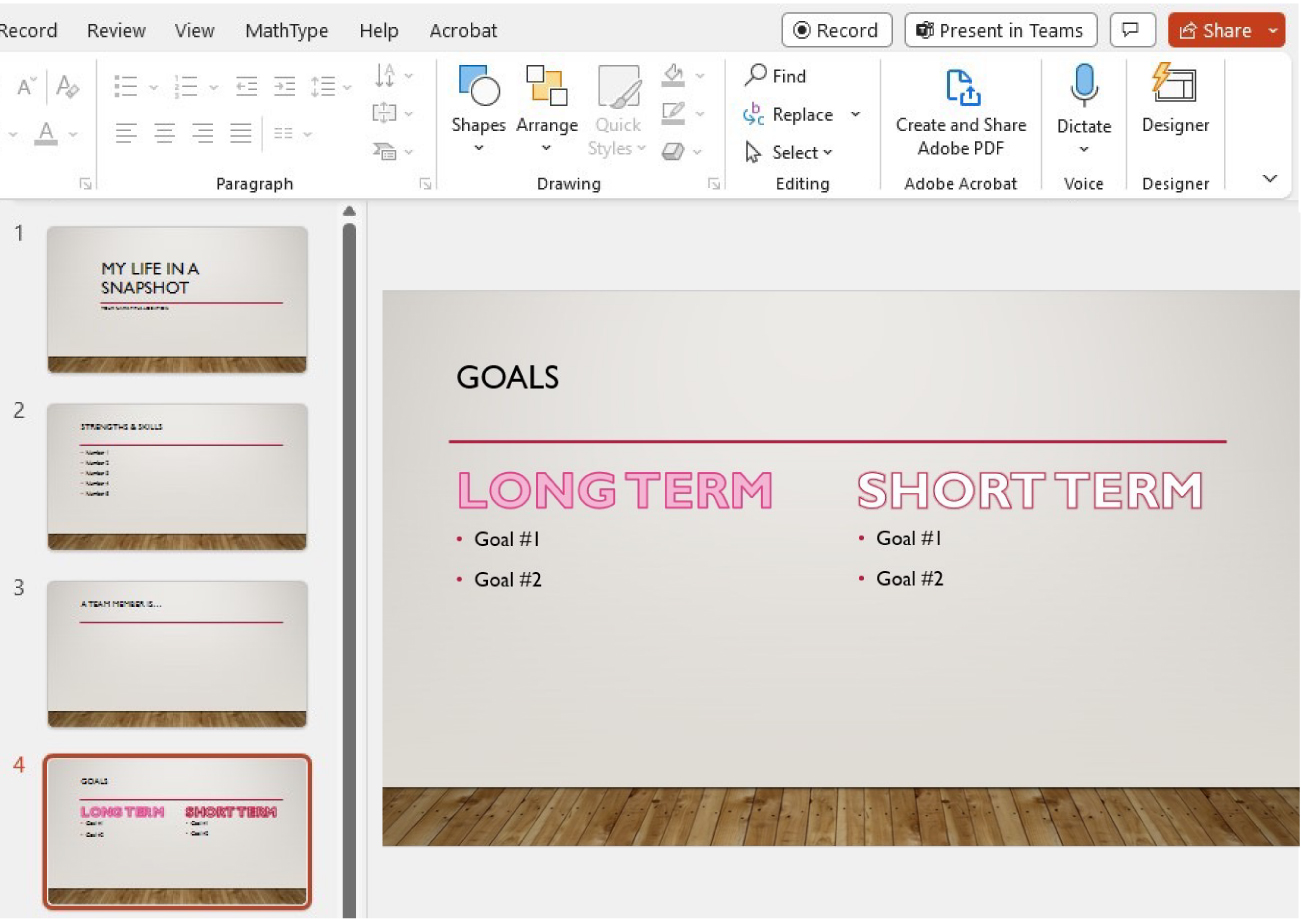 Record Review View MathType Help Acrobat Record Present in Teams Share
A A Find
Replace
Shapes Arrange Quick Styles Create and Share Adobe PDF Dictate Designer
A Select
Paragraph Drawing Editing Adobe Acrobat Voice Designer
1
MY LIFE IN A
SNAPSHOT
2
STRENGTHS & SKILLS
Number 1
Number 2
Number 3
Number 4
Number 5
3
A TEAM MEMBER IS...
4
GOALS
LONG TERM SHORT TERM
Goal #1 Goal #1
Goal #2 Goal #2
GOALS
LONG TERM SHORT TERM
• Goal #1 • Goal #1
• Goal #2 • Goal #2